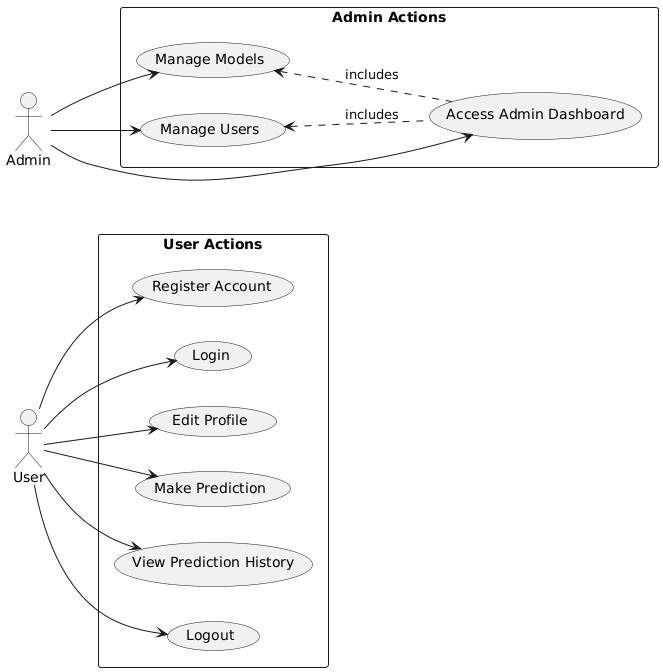 Admin Actions
Manage Models
includes
includes
Access Admin Dashboard
Manage Users
Admin
User Actions
Register Account
Login
Edit Profile
User
Make Prediction
View Prediction History
Logout